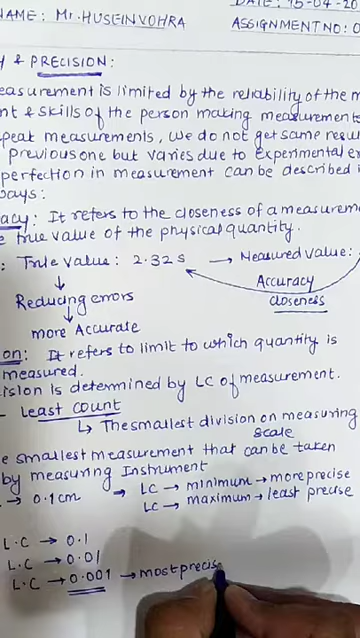 NAME: Mr. HUSEIN VOHRA
DATE: 15-04-20
ASSIGNMENT NO: 0
Y & PRECISION:
easurement is limited by the reliability of the m
nt & skills of the person making measurements
peat measurements, we do not get same resu
previous one but varies due to experimental er
perfection in measurement can be described i
ways:
acy: It refers to the closeness of a measurem
e true value of the physical quantity.
: True value: 2.32 s → Measured value:
Reducing errors
Accuracy
closeness
more Accurate
on: It refers to limit to which quantity is
measured.
ision is determined by LC of measurement.
- Least count
↳ The smallest division on measuring
scale
e smallest measurement that can be taken
by measuring Instrument
→ 0.1cm → LC → minimum → more precise
LC → maximum → least precise
L.C → 0.1
L.C → 0.01
L.C → 0.001 → most precis